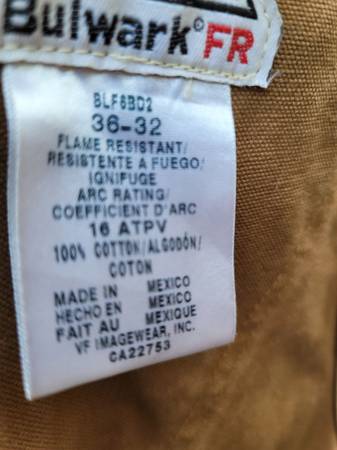 Bulwark® FR
BLF8BD2
36-32
FLAME RESISTANT/
RESISTENTE A FUEGO/
IGNIFUGE
ARC RATING/
COEFFICIENT D'ARC
16 ATPV
100% COTTON/ALGODÓN/
COTON
MADE IN MEXICO
HECHO EN MEXICO
FAIT AU MEXIQUE
VF IMAGEWEAR, INC.
CA22753